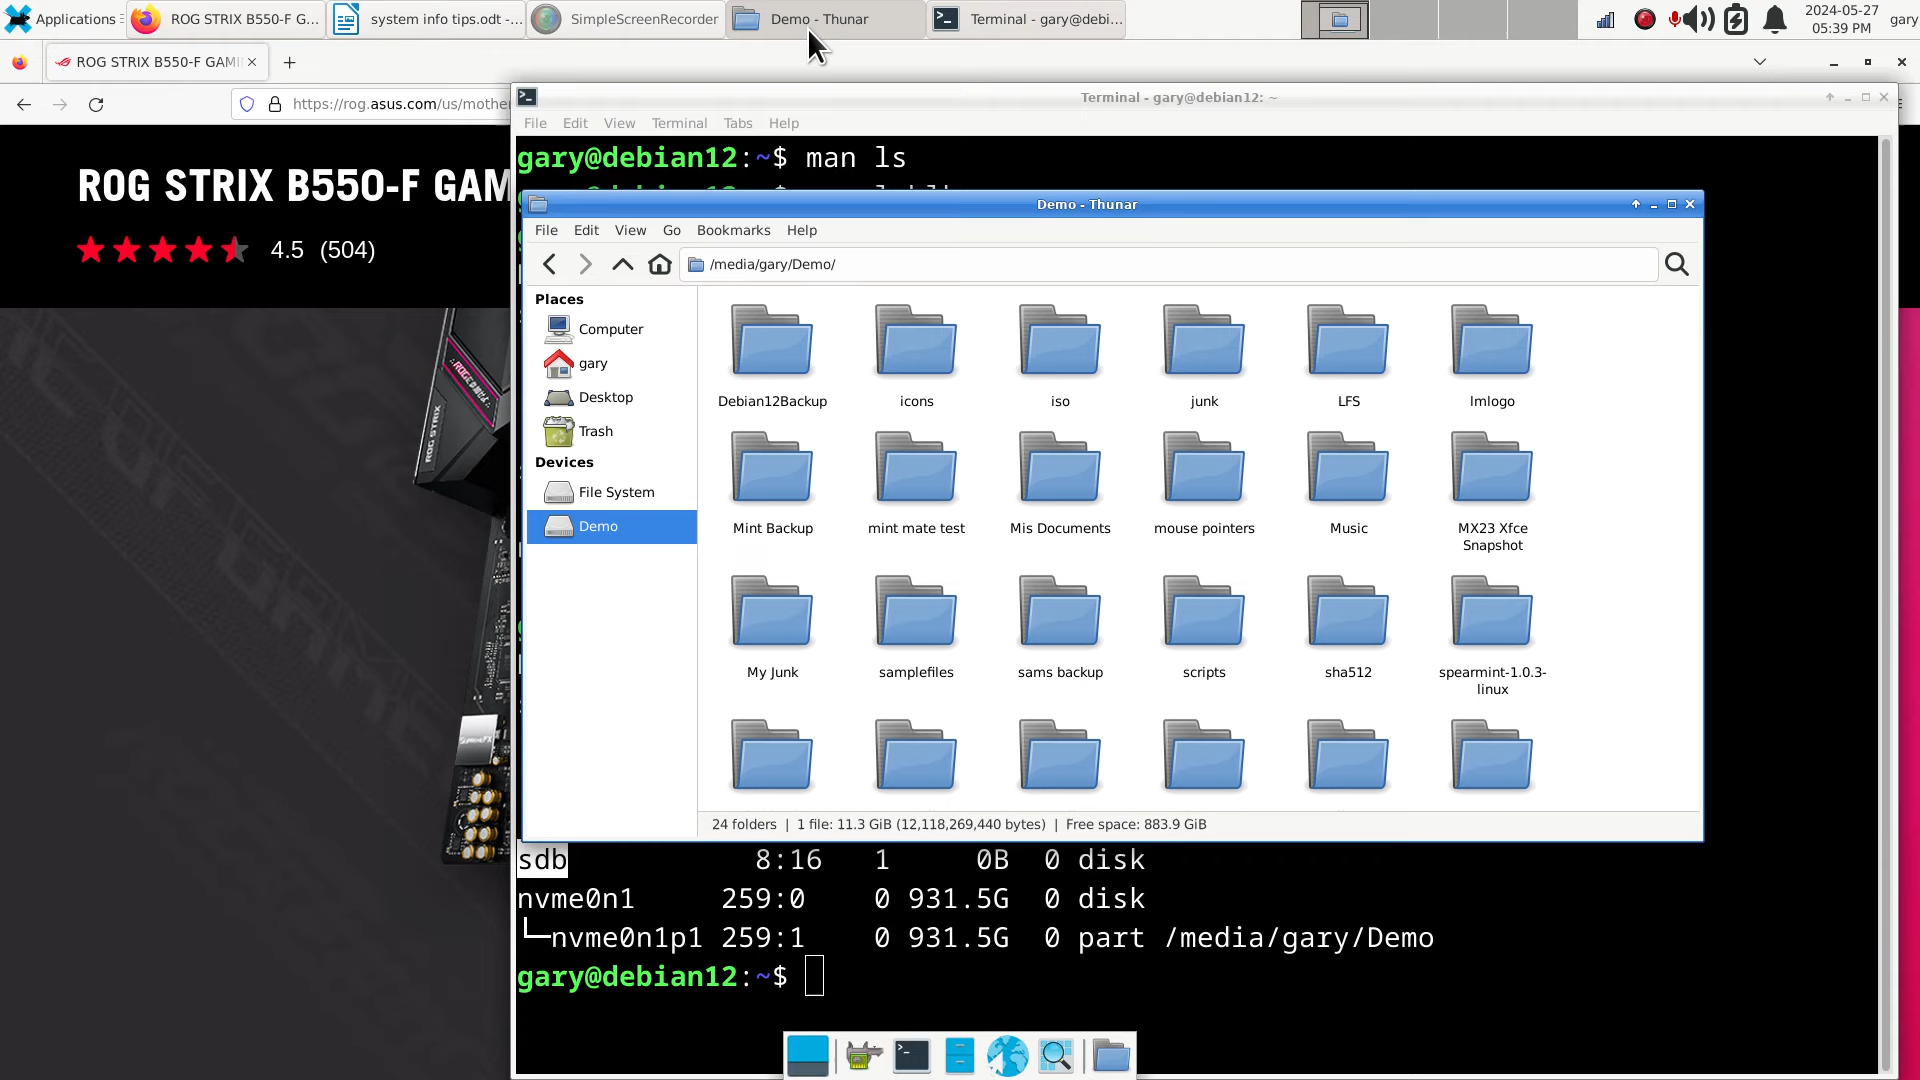 Applications
ROG STRIX B550-F G...
system info tips.odt -...
SimpleScreenRecorder
Demo - Thunar
Terminal - gary@debi...
2024-05-27
05:39 PM
gary
ROG STRIX B550-F GAMI
https://rog.asus.com/us/mothe
Terminal - gary@debian12: ~
File Edit View Terminal Tabs Help
gary@debian12:~$ man ls
ROG STRIX B550-F GAM
4.5 (504)
Demo - Thunar
File Edit View Go Bookmarks Help
/media/gary/Demo/
Places
Computer
gary
Desktop
Trash
Devices
File System
Demo
Debian12Backup
icons
iso
junk
LFS
lmlogo
Mint Backup
mint mate test
Mis Documents
mouse pointers
Music
MX23 Xfce
Snapshot
My Junk
samplefiles
sams backup
scripts
sha512
spearmint-1.0.3-
linux
24 folders | 1 file: 11.3 GiB (12,118,269,440 bytes) | Free space: 883.9 GiB
sdb 8:16 1 0B 0 disk
nvme0n1 259:0 0 931.5G 0 disk
└─nvme0n1p1 259:1 0 931.5G 0 part /media/gary/Demo
gary@debian12:~$
ROG STRIX